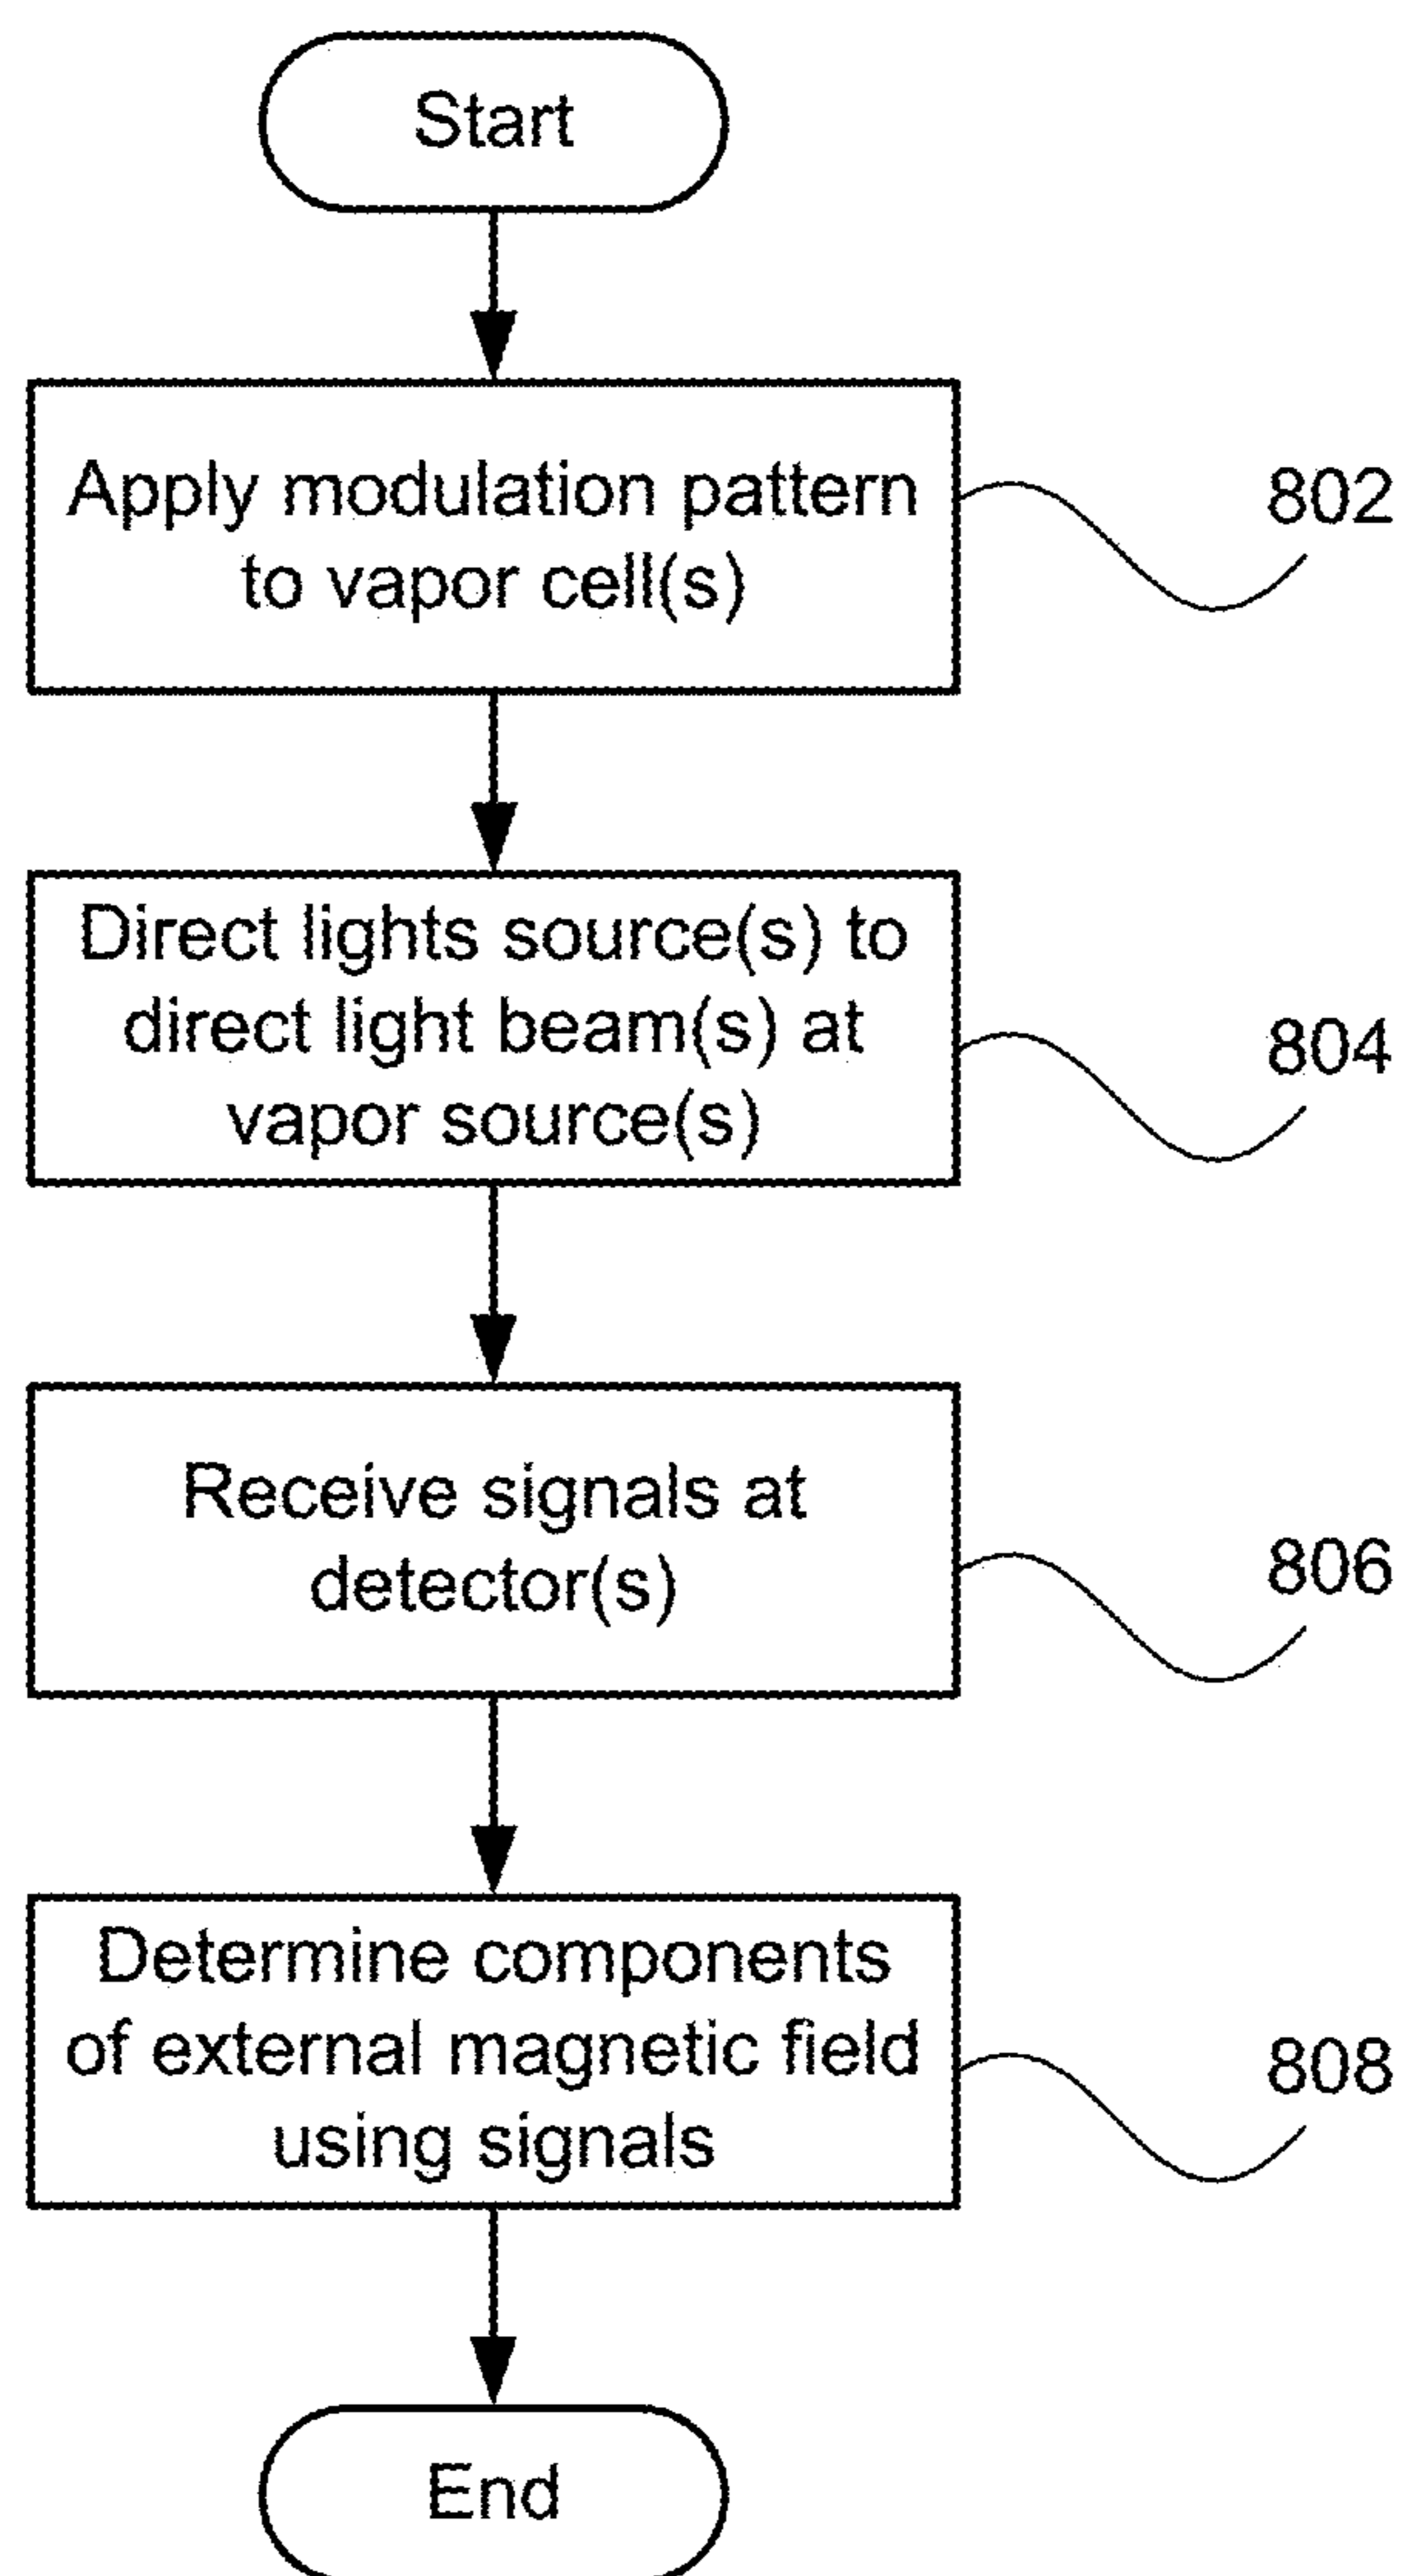 Start
Apply modulation pattern
to vapor cell(s)
802
Direct lights source(s) to
direct light beam(s) at
vapor source(s)
804
Receive signals at
detector(s)
806
Determine components
of external magnetic field
using signals
808
End